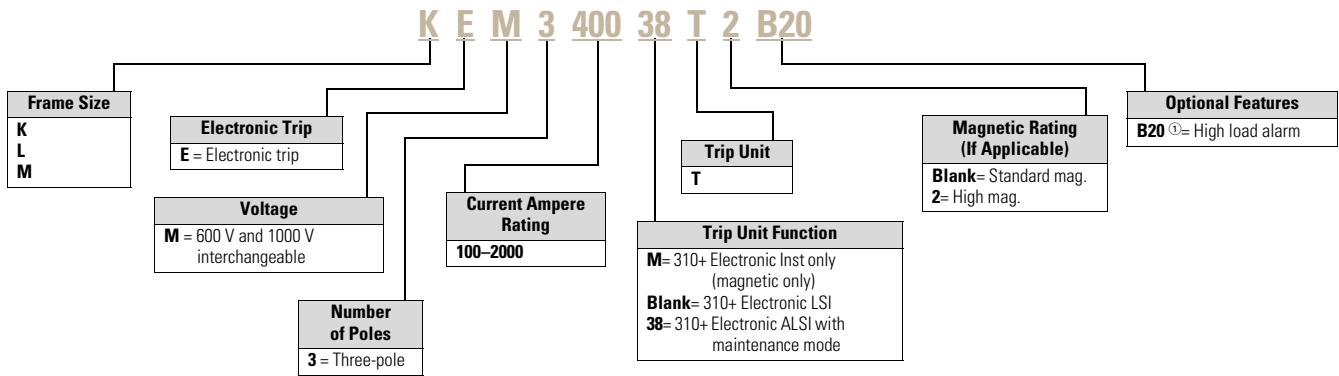 K E M 3 400 38 T 2 B20
Frame Size
K
L
M
Electronic Trip
E = Electronic trip
Voltage
M = 600 V and 1000 V
interchangeable
Number
of Poles
3 = Three-pole
Current Ampere
Rating
100–2000
Trip Unit Function
M= 310+ Electronic Inst only
(magnetic only)
Blank= 310+ Electronic LSI
38= 310+ Electronic ALSI with
maintenance mode
Trip Unit
T
Magnetic Rating
(If Applicable)
Blank= Standard mag.
2= High mag.
Optional Features
B20 ①= High load alarm